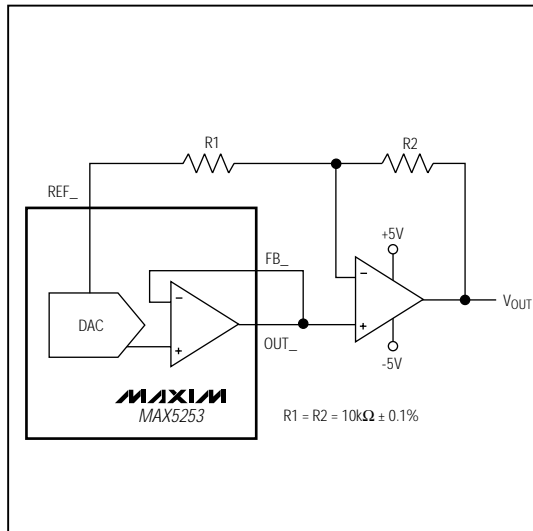 R1
R2
REF_
+5V
FB_
−
−
VOUT
DAC
+
+
OUT_
-5V
MAXIM
MAX5253
R1 = R2 = 10kΩ ± 0.1%